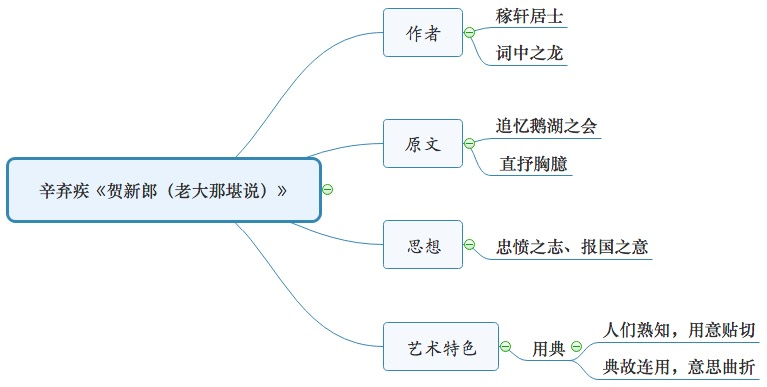 辛弃疾《贺新郎（老大那堪说）》
作者
稼轩居士
词中之龙
原文
追忆鹅湖之会
直抒胸臆
思想
忠愤之志、报国之意
艺术特色
用典
人们熟知，用意贴切
典故连用，意思曲折